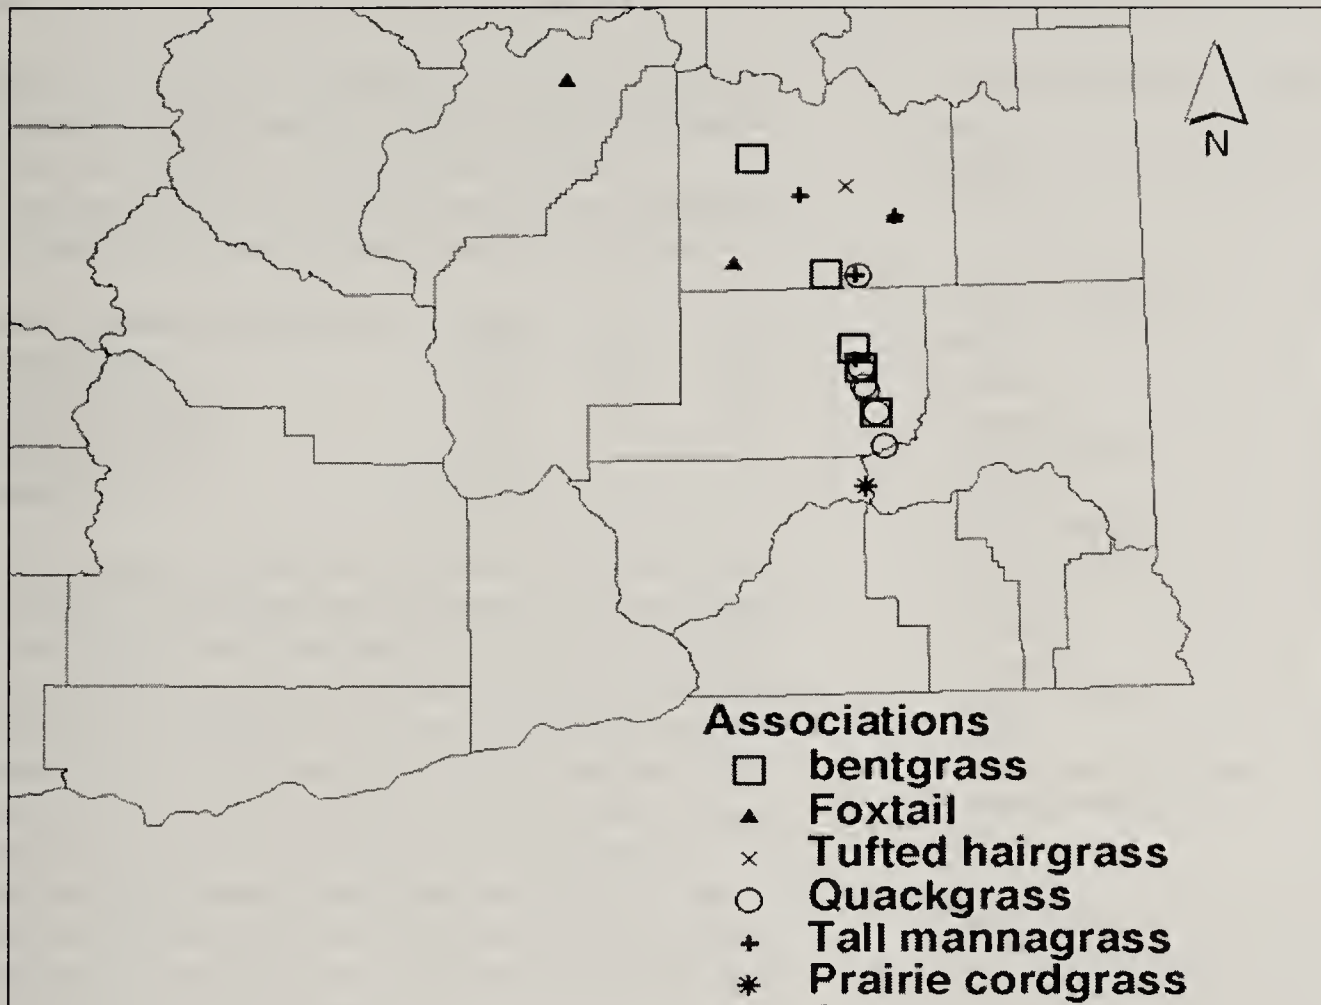 N
Associations
bentgrass
Foxtail
Tufted hairgrass
Quackgrass
Tall mannagrass
Prairie cordgrass